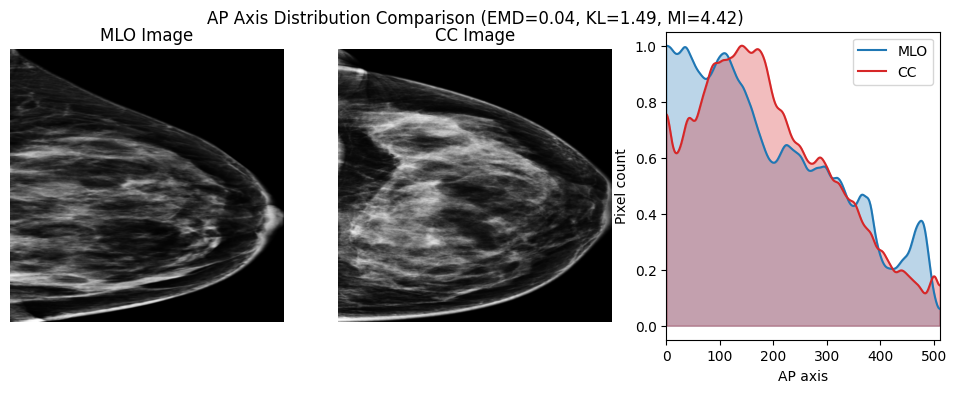 AP Axis Distribution Comparison (EMD=0.04, KL=1.49, MI=4.42)
MLO Image
CC Image
MLO
CC
Pixel count
1.0
0.8
0.6
0.4
0.2
0.0
0 100 200 300 400 500
AP axis